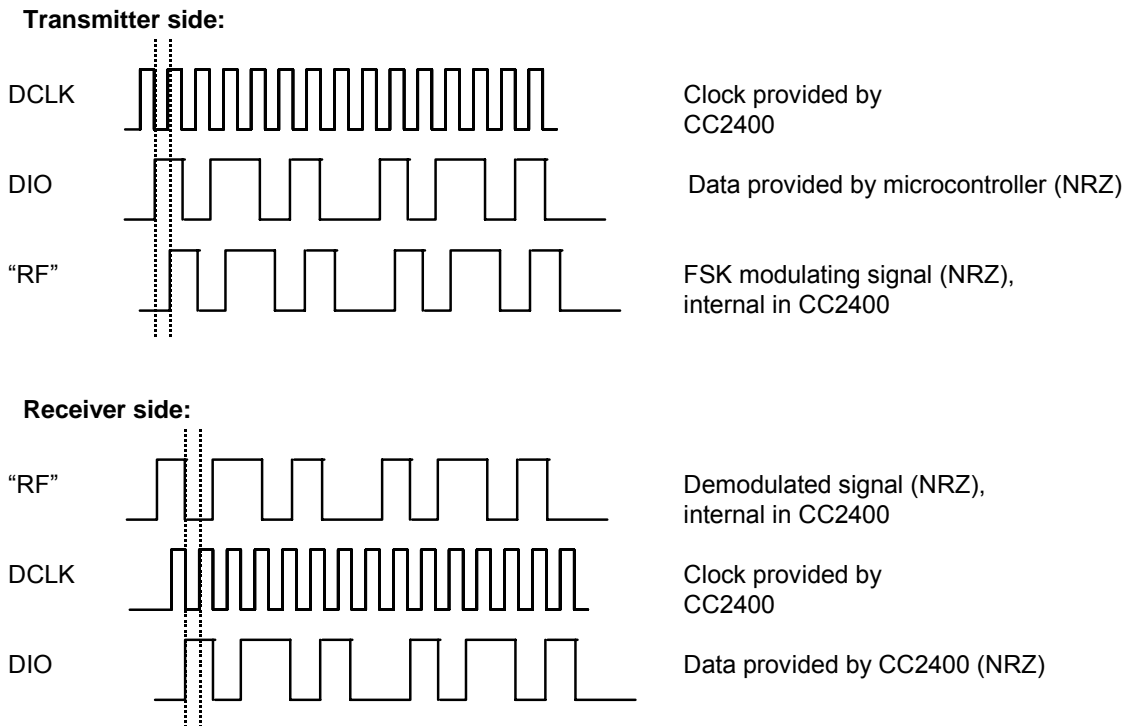 Transmitter side:
DCLK
Clock provided by
CC2400
DIO
Data provided by microcontroller (NRZ)
“RF”
FSK modulating signal (NRZ),
internal in CC2400
Receiver side:
“RF”
Demodulated signal (NRZ),
internal in CC2400
DCLK
Clock provided by
CC2400
DIO
Data provided by CC2400 (NRZ)